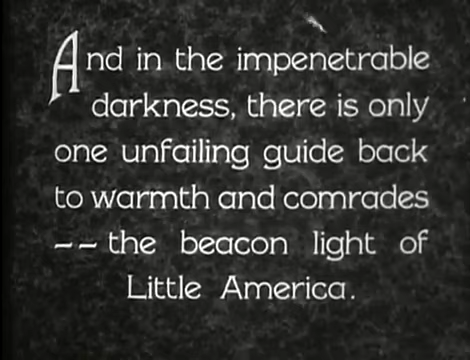 And in the impenetrable
darkness, there is only
one unfailing guide back
to warmth and comrades
-- the beacon light of
Little America.